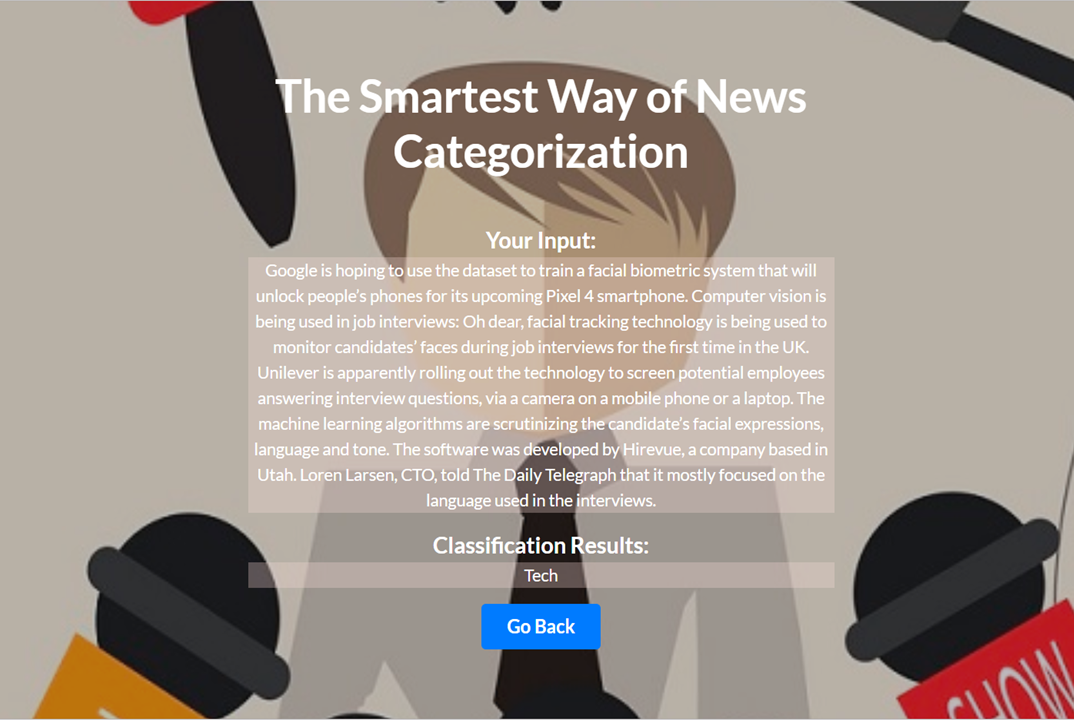 The Smartest Way of News
Categorization
Your Input:
Google is hoping to use the dataset to train a facial biometric system that will
unlock people’s phones for its upcoming Pixel 4 smartphone. Computer vision is
being used in job interviews: Oh dear, facial tracking technology is being used to
monitor candidates’ faces during job interviews for the first time in the UK.
Unilever is apparently rolling out the technology to screen potential employees
answering interview questions, via a camera on a mobile phone or a laptop. The
machine learning algorithms are scrutinizing the candidate’s facial expressions,
language and tone. The software was developed by Hirevue, a company based in
Utah. Loren Larsen, CTO, told The Daily Telegraph that it mostly focused on the
language used in the interviews.
Classification Results:
Tech
Go Back
SHOW